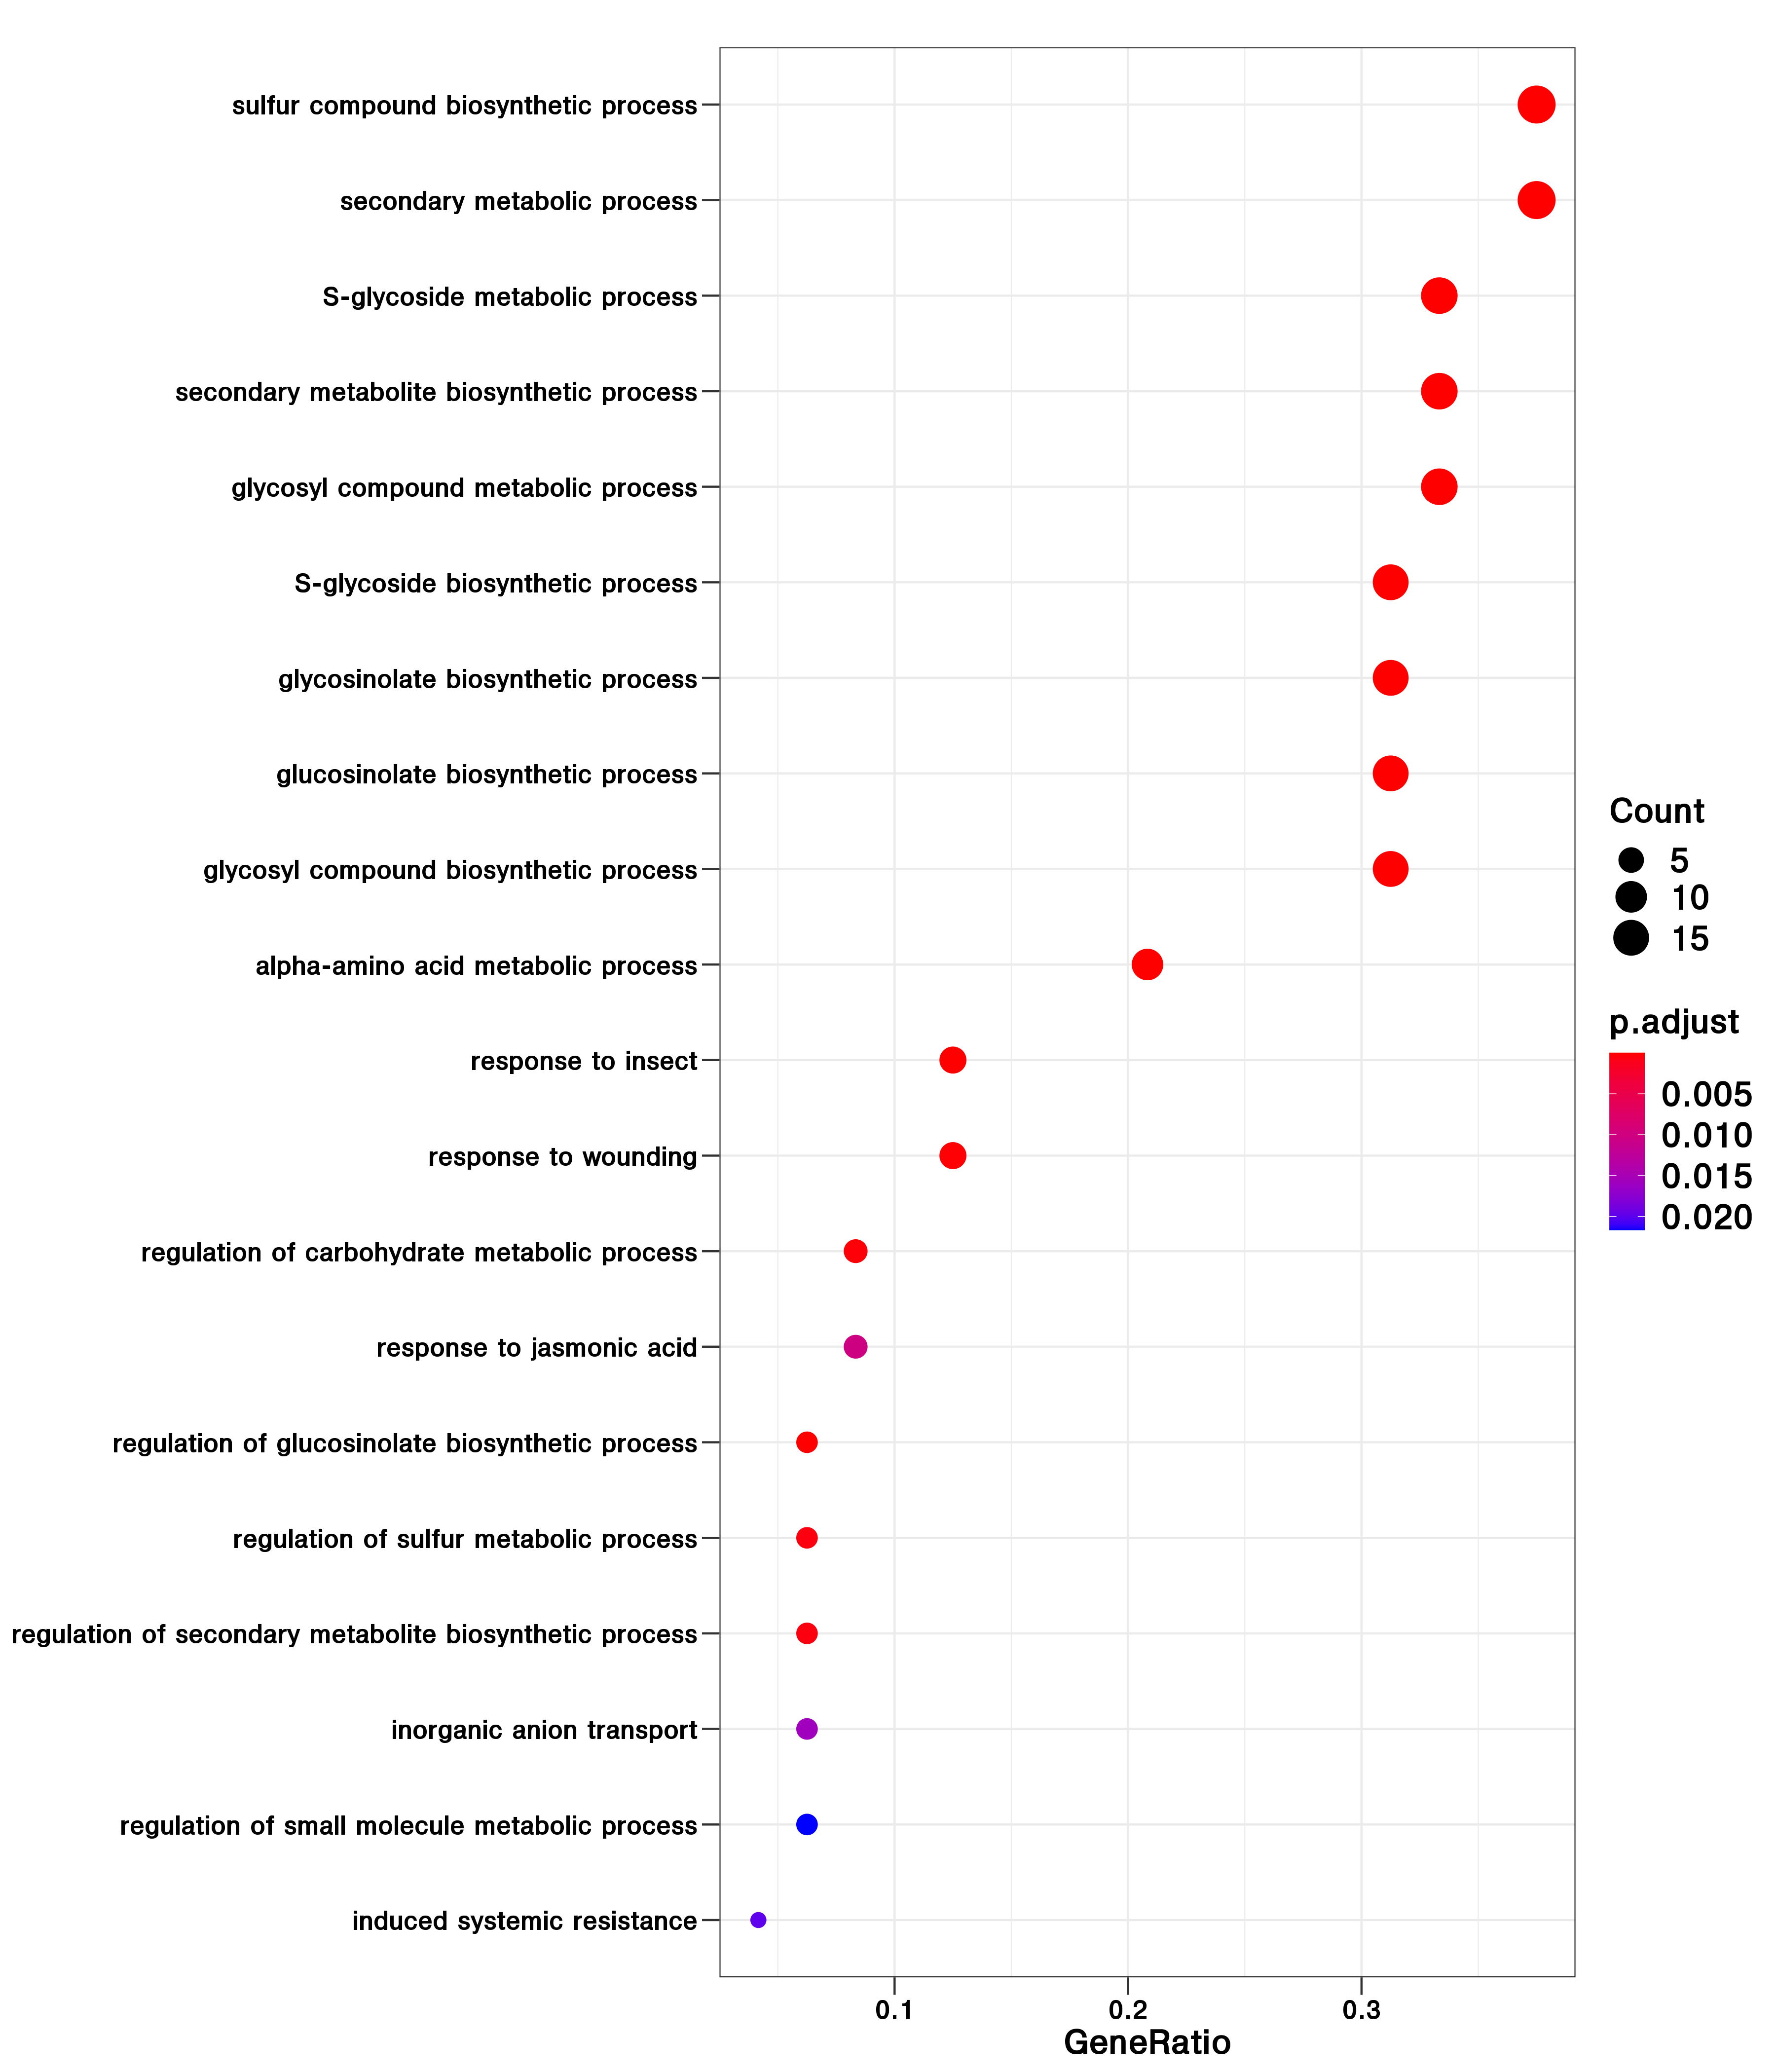 sulfur compound biosynthetic process
secondary metabolic process
S-glycoside metabolic process
secondary metabolite biosynthetic process
glycosyl compound metabolic process
S-glycoside biosynthetic process
glycosinolate biosynthetic process
glucosinolate biosynthetic process
glycosyl compound biosynthetic process
alpha-amino acid metabolic process
response to insect
response to wounding
regulation of carbohydrate metabolic process
response to jasmonic acid
regulation of glucosinolate biosynthetic process
regulation of sulfur metabolic process
regulation of secondary metabolite biosynthetic process
inorganic anion transport
regulation of small molecule metabolic process
induced systemic resistance
0.1 0.2 0.3
GeneRatio
Count
5
10
15
p.adjust
0.005
0.010
0.015
0.020